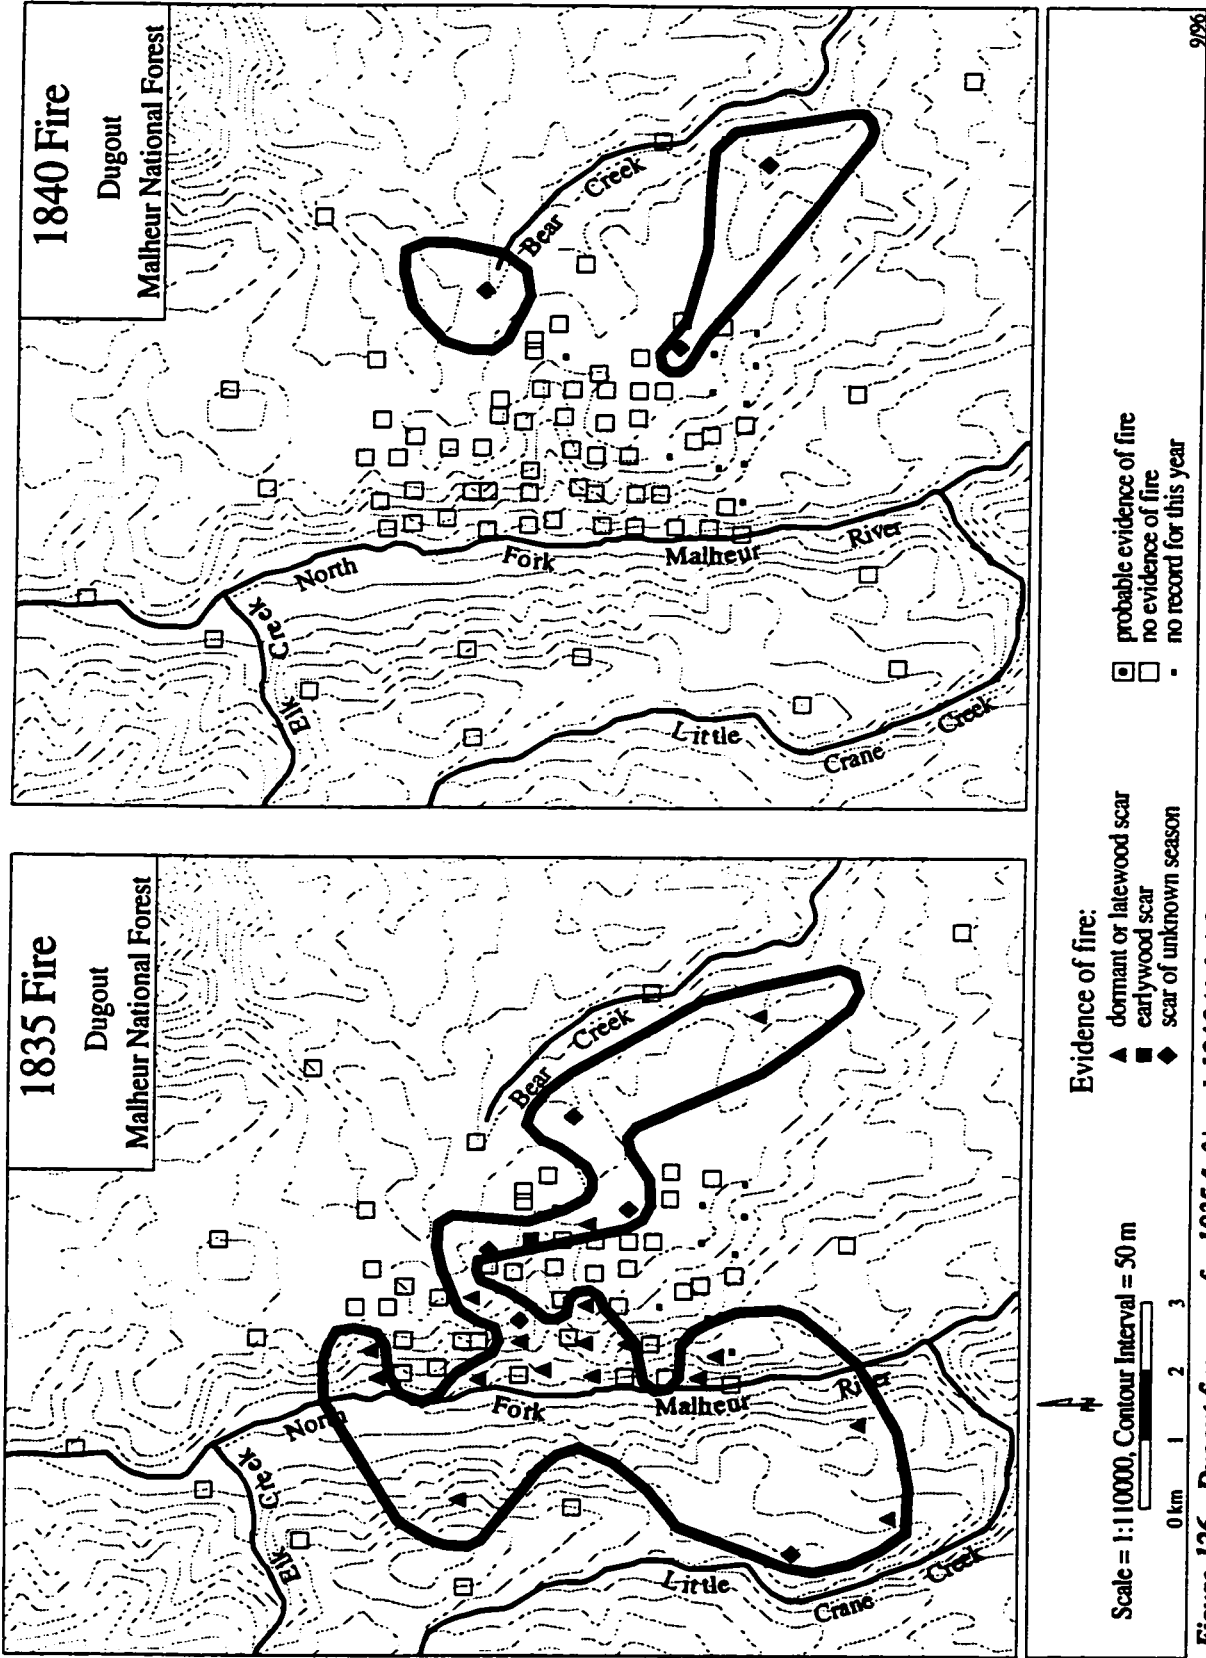 1835 Fire
Dugout
Malheur National Forest
Elk
Creek
North
Fork
Malheur
River
Bear
Creek
Little
Crane
Creek
1840 Fire
Dugout
Malheur National Forest
Elk
Creek
North
Fork
Malheur
River
Bear
Creek
Little
Crane
Creek
Scale = 1:110000, Contour Interval = 50 m
0 km 1 2 3
N
Evidence of fire:
dormant or latewood scar
earlywood scar
scar of unknown season
probable evidence of fire
no evidence of fire
no record for this year
9/96